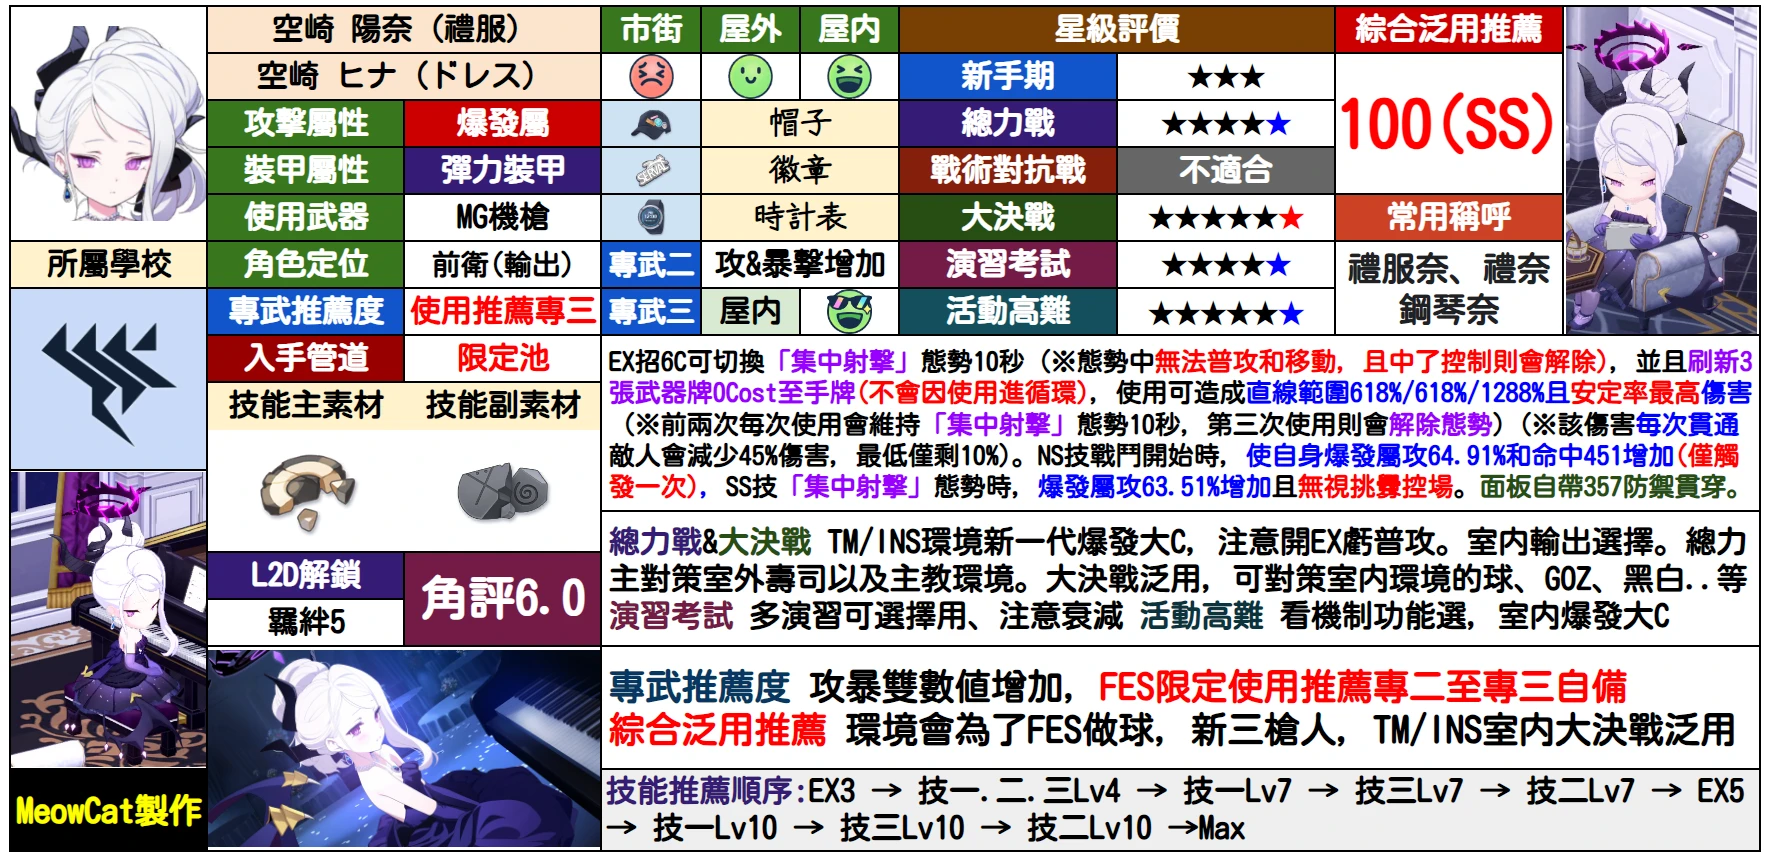 空崎 陽奈（禮服）
空崎 ヒナ（ドレス）
市街 屋外 屋内
星級評價
綜合泛用推薦
新手期 ★★★
100(SS)
攻擊屬性 爆發屬
帽子
總力戰 ★★★★★
裝甲屬性 彈力裝甲
SERVAL
徽章
戰術對抗戰 不適合
使用武器 MG機槍
時計表
大決戰 ★★★★★★
常用稱呼
所屬學校
角色定位 前衛(輸出)
專武二 攻&暴擊增加
演習考試 ★★★★★
禮服奈、禮奈
鋼琴奈
專武推薦度 使用推薦專三
專武三 屋内
活動高難 ★★★★★★
入手管道 限定池
技能主素材 技能副素材
L2D解鎖
羈絆5
角評6.0
MeowCat製作
EX招6C可切換「集中射擊」態勢10秒（※態勢中無法普攻和移動，且中了控制則會解除），並且刷新3
張武器牌0Cost至手牌(不會因使用進循環)，使用可造成直線範圍618%/618%/1288%且安定率最高傷害
（※前兩次每次使用會維持「集中射擊」態勢10秒，第三次使用則會解除態勢）（※該傷害每次貫通
敵人會減少45%傷害，最低僅剩10%）。NS技戰鬥開始時，使自身爆發屬攻64.91%和命中451增加(僅觸
發一次)，SS技「集中射擊」態勢時，爆發屬攻63.51%增加且無視挑釁控場。面板自帶357防禦貫穿。
總力戰&大決戰 TM/INS環境新一代爆發大C，注意開EX虧普攻。室内輸出選擇。總力
主對策室外壽司以及主教環境。大決戰泛用，可對策室内環境的球、GOZ、黑白..等
演習考試 多演習可選擇用、注意衰減 活動高難 看機制功能選，室内爆發大C
專武推薦度 攻暴雙數値增加，FES限定使用推薦專二至專三自備
綜合泛用推薦 環境會為了FES做球，新三槍人，TM/INS室内大決戰泛用
技能推薦順序:EX3 → 技一.二.三Lv4 → 技一Lv7 → 技三Lv7 → 技二Lv7 → EX5
→ 技一Lv10 → 技三Lv10 → 技二Lv10 →Max